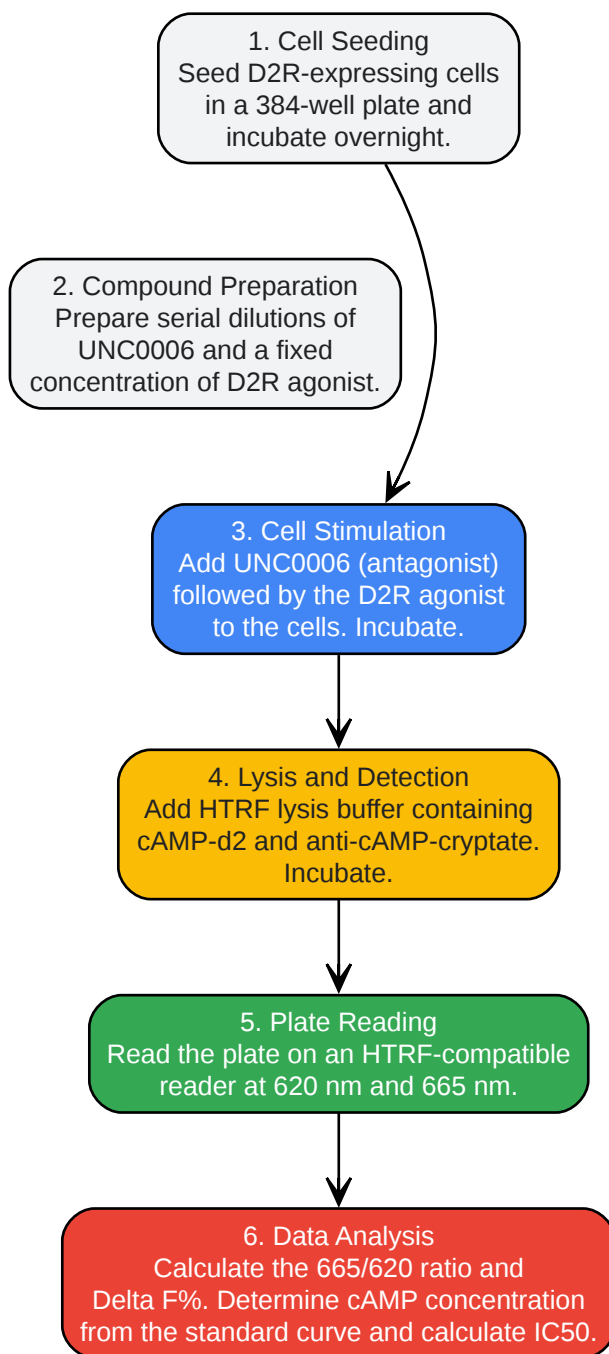 1. Cell Seeding
Seed D2R-expressing cells
in a 384-well plate and
incubate overnight.
2. Compound Preparation
Prepare serial dilutions of
UNC0006 and a fixed
concentration of D2R agonist.
3. Cell Stimulation
Add UNC0006 (antagonist)
followed by the D2R agonist
to the cells. Incubate.
4. Lysis and Detection
Add HTRF lysis buffer containing
cAMP-d2 and anti-cAMP-cryptate.
Incubate.
5. Plate Reading
Read the plate on an HTRF-compatible
reader at 620 nm and 665 nm.
6. Data Analysis
Calculate the 665/620 ratio and
Delta F%. Determine cAMP concentration
from the standard curve and calculate IC50.